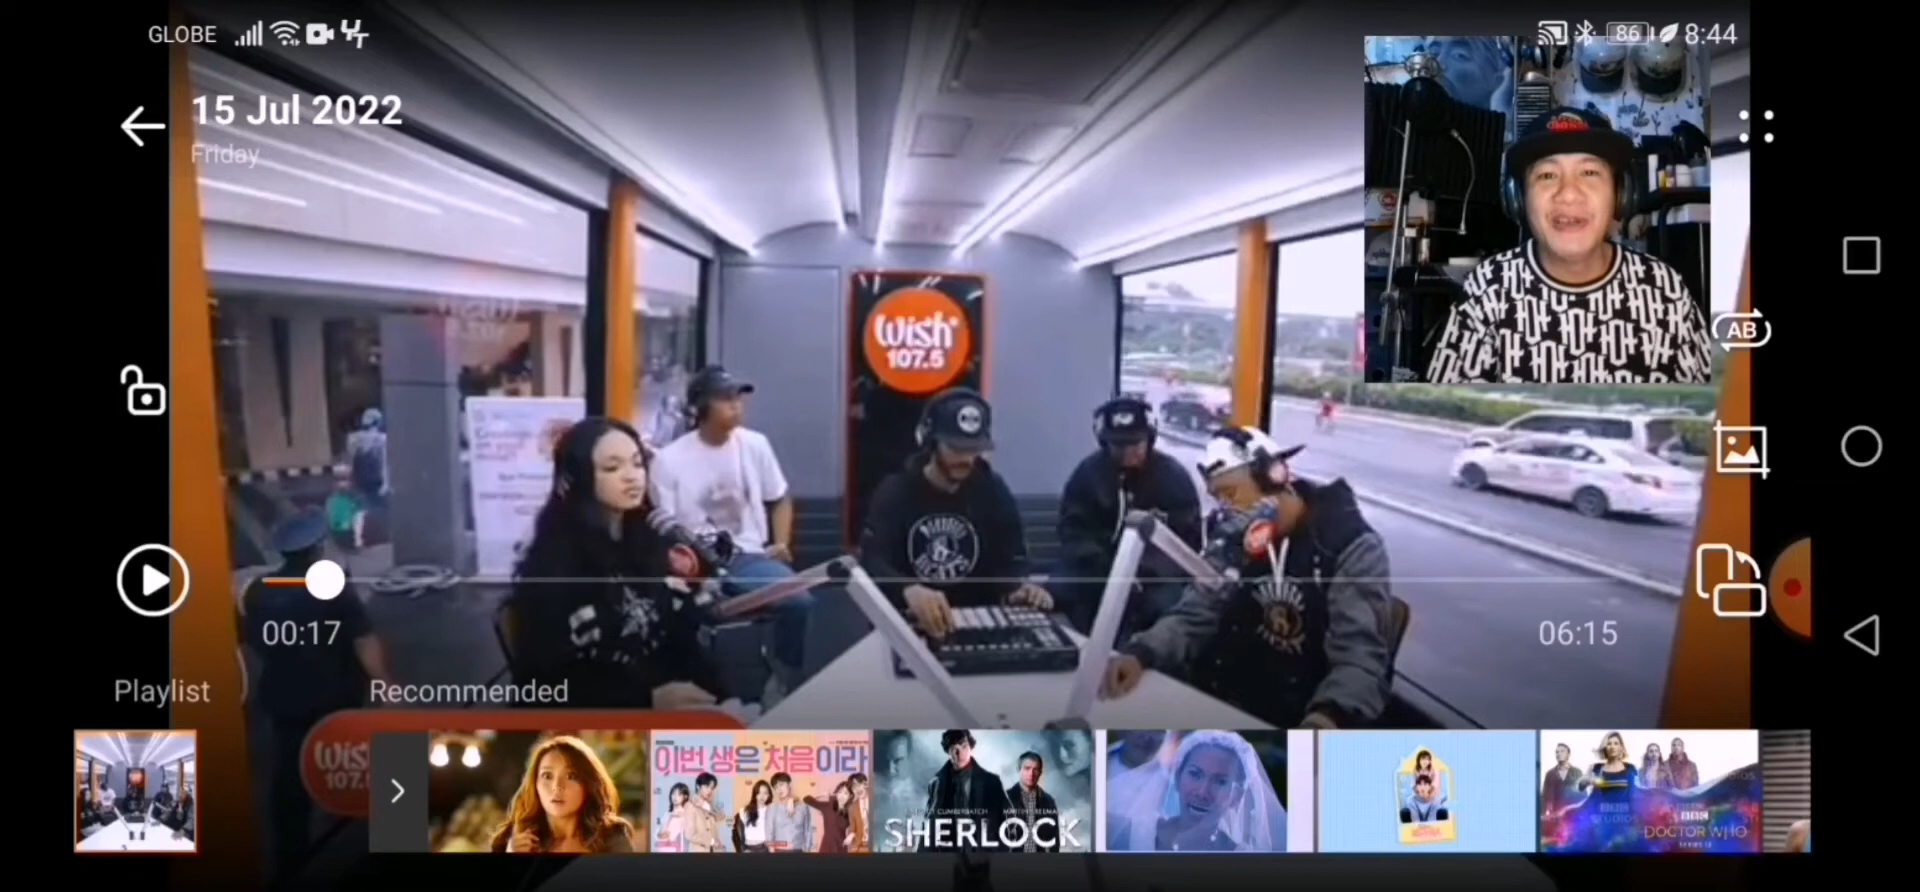 GLOBE
86
8:44
15 Jul 2022
Friday
wish
107.5
AB
00:17
06:15
Playlist
Recommended
이번 생은 처음이라
SHERLOCK
BBC
DOCTOR WHO